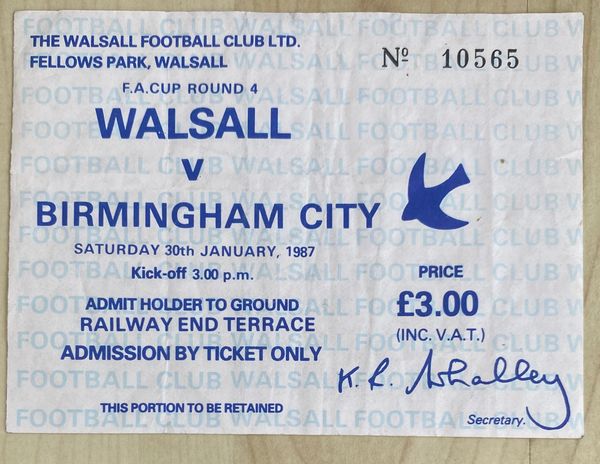 THE WALSALL FOOTBALL CLUB LTD.
FELLOWS PARK, WALSALL
Nº 10565
F.A. CUP ROUND 4
WALSALL
v
BIRMINGHAM CITY
SATURDAY 30th JANUARY, 1987
Kick-off 3.00 p.m.
ADMIT HOLDER TO GROUND
RAILWAY END TERRACE
ADMISSION BY TICKET ONLY
THIS PORTION TO BE RETAINED
PRICE
£3.00
(INC. V.A.T.)
K. R. Whalley
Secretary.